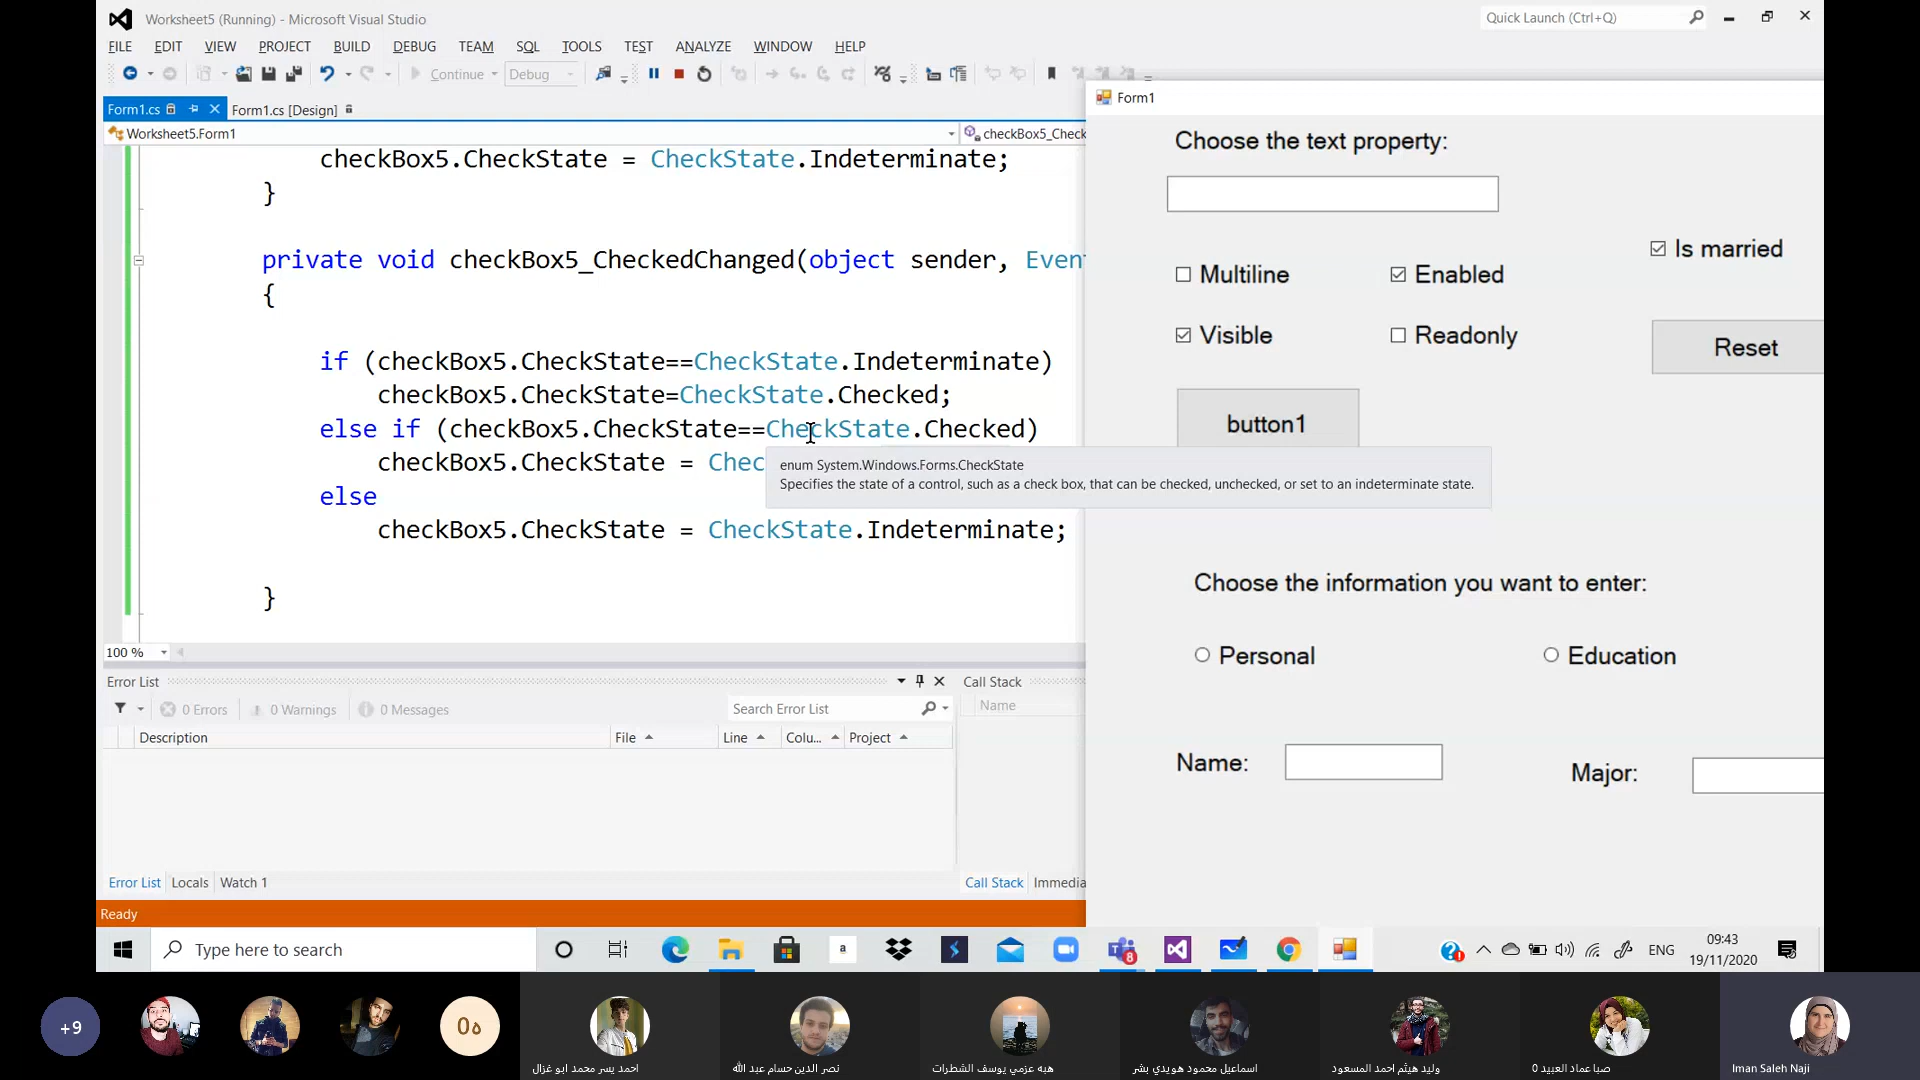 Worksheet5 (Running) - Microsoft Visual Studio
Quick Launch (Ctrl+Q)
FILE EDIT VIEW PROJECT BUILD DEBUG TEAM SQL TOOLS TEST ANALYZE WINDOW HELP
Continue Debug
Form1.cs Form1.cs [Design]
Worksheet5.Form1 checkBox5_Check
checkBox5.CheckState = CheckState.Indeterminate;
}
private void checkBox5_CheckedChanged(object sender, Even
{
if (checkBox5.CheckState==CheckState.Indeterminate)
checkBox5.CheckState=CheckState.Checked;
else if (checkBox5.CheckState==CheckState.Checked)
checkBox5.CheckState = Chec
enum System.Windows.Forms.CheckState
Specifies the state of a control, such as a check box, that can be checked, unchecked, or set to an indeterminate state.
else
checkBox5.CheckState = CheckState.Indeterminate;
}
100 %
Error List
0 Errors 0 Warnings 0 Messages
Search Error List
Description File Line Colu... Project
Error List Locals Watch 1
Call Stack
Name
Call Stack Immedia
Ready
Form1
Choose the text property:
Is married
Multiline Enabled
Visible Readonly
Reset
button1
Choose the information you want to enter:
Personal Education
Name: Major:
Type here to search
a
8
ENG
09:43
19/11/2020
+9
احمد يسر محمد ابو غزال
نصر الدين حسام عبد الله
هبه عزمي يوسف الشطرات
اسماعيل محمود هويدي بشر
وليد هيثم احمد المسعود
صبا عماد العبيد 0
Iman Saleh Naji